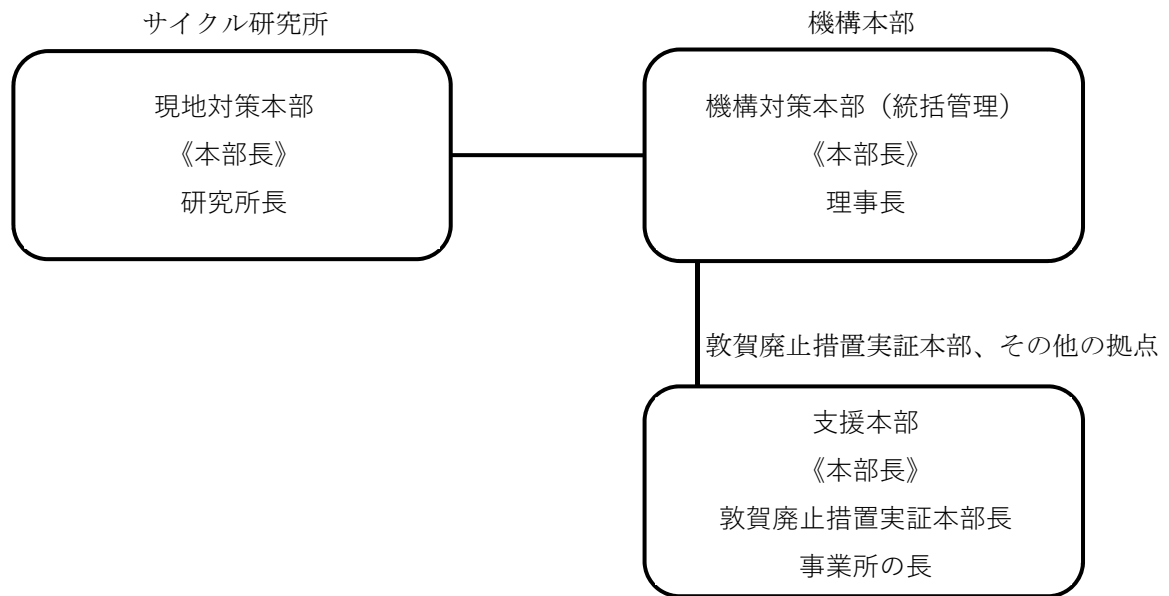 サイクル研究所
現地対策本部
《本部長》
研究所長
機構本部
機構対策本部（統括管理）
《本部長》
理事長
敦賀廃止措置実証本部、その他の拠点
支援本部
《本部長》
敦賀廃止措置実証本部長
事業所の長